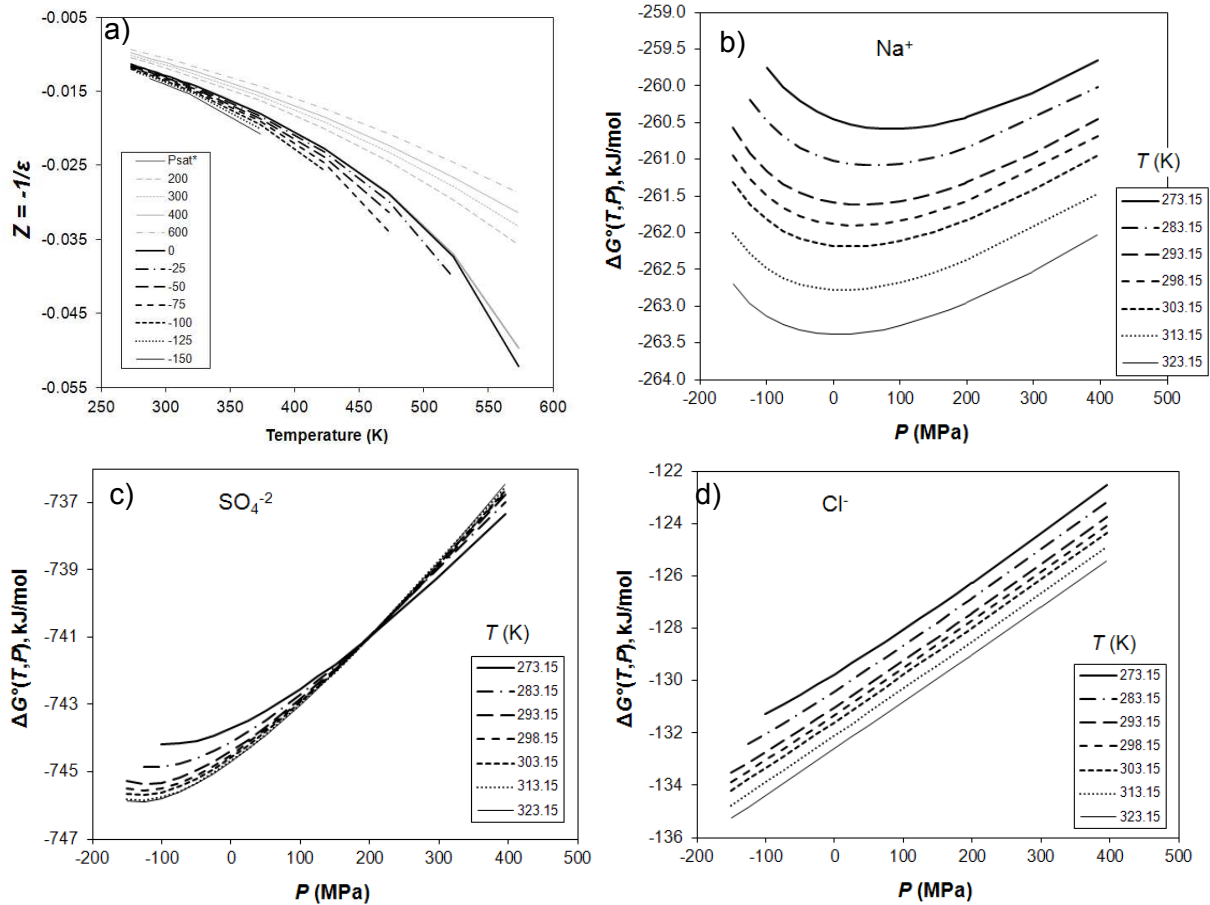 a)
Z = -1/ε
-0.005
-0.015
-0.025
-0.035
-0.045
-0.055
Psat*
200
300
400
600
0
-25
-50
-75
-100
-125
-150
250 300 350 400 450 500 550 600
Temperature (K)
b)
Na+
ΔG°(T,P), kJ/mol
-259.0
-259.5
-260.0
-260.5
-261.0
-261.5
-262.0
-262.5
-263.0
-263.5
-264.0
T (K)
273.15
283.15
293.15
298.15
303.15
313.15
323.15
-200 -100 0 100 200 300 400 500
P (MPa)
c)
SO4-2
ΔG°(T,P), kJ/mol
-737
-739
-741
-743
-745
-747
T (K)
273.15
283.15
293.15
298.15
303.15
313.15
323.15
-200 -100 0 100 200 300 400 500
P (MPa)
d)
Cl-
ΔG°(T,P), kJ/mol
-122
-124
-126
-128
-130
-132
-134
-136
T (K)
273.15
283.15
293.15
298.15
303.15
313.15
323.15
-200 -100 0 100 200 300 400 500
P (MPa)